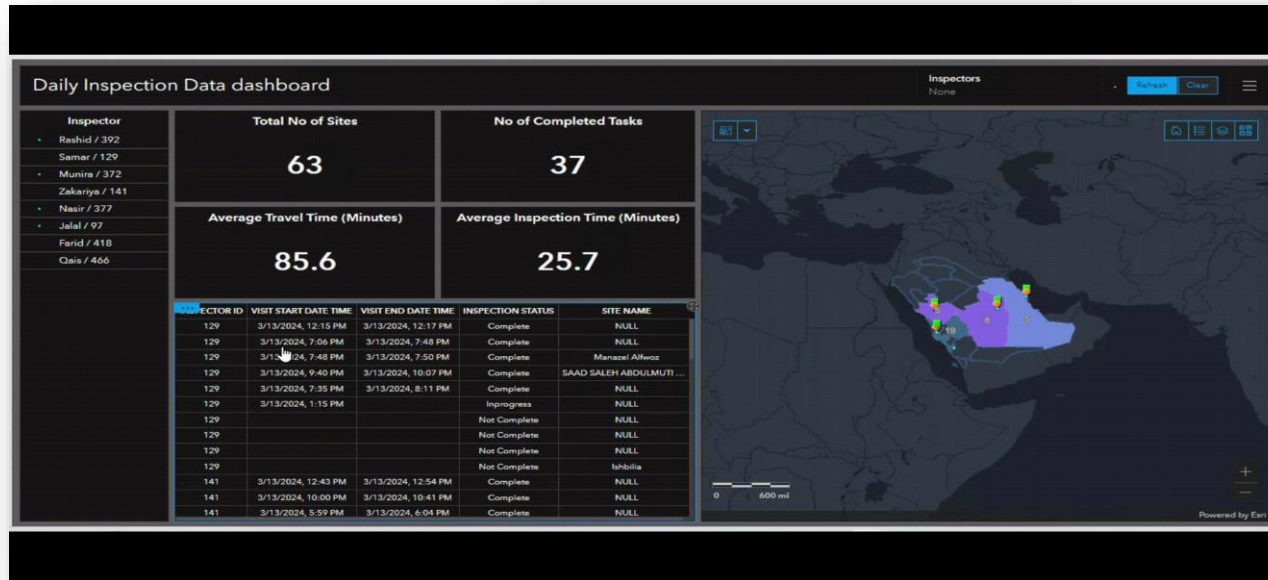 Daily Inspection Data dashboard
Inspectors
None
Refresh Clear
Inspector
Rashid / 392
Samar / 129
Munira / 372
Zakariya / 141
Nasir / 377
Jalal / 97
Farid / 418
Qais / 466
Total No of Sites
63
No of Completed Tasks
37
Average Travel Time (Minutes)
85.6
Average Inspection Time (Minutes)
25.7
ECTOR ID VISIT START DATE TIME VISIT END DATE TIME INSPECTION STATUS SITE NAME
129 3/13/2024, 12:15 PM 3/13/2024, 12:17 PM Complete NULL
129 3/13/2024, 7:06 PM 3/13/2024, 7:48 PM Complete NULL
129 3/13/2024, 7:48 PM 3/13/2024, 7:50 PM Complete Manazel Alfwoz
129 3/13/2024, 9:40 PM 3/13/2024, 10:07 PM Complete SAAD SALEH ABDULMUTI ...
129 3/13/2024, 7:35 PM 3/13/2024, 8:11 PM Complete NULL
129 3/13/2024, 1:15 PM Inprogress NULL
129 Not Complete NULL
129 Not Complete NULL
129 Not Complete NULL
129 Not Complete Ishbilia
141 3/13/2024, 12:43 PM 3/13/2024, 12:54 PM Complete NULL
141 3/13/2024, 10:00 PM 3/13/2024, 10:41 PM Complete NULL
141 3/13/2024, 5:59 PM 3/13/2024, 6:04 PM Complete NULL
19
0 600 mi
Powered by Esri